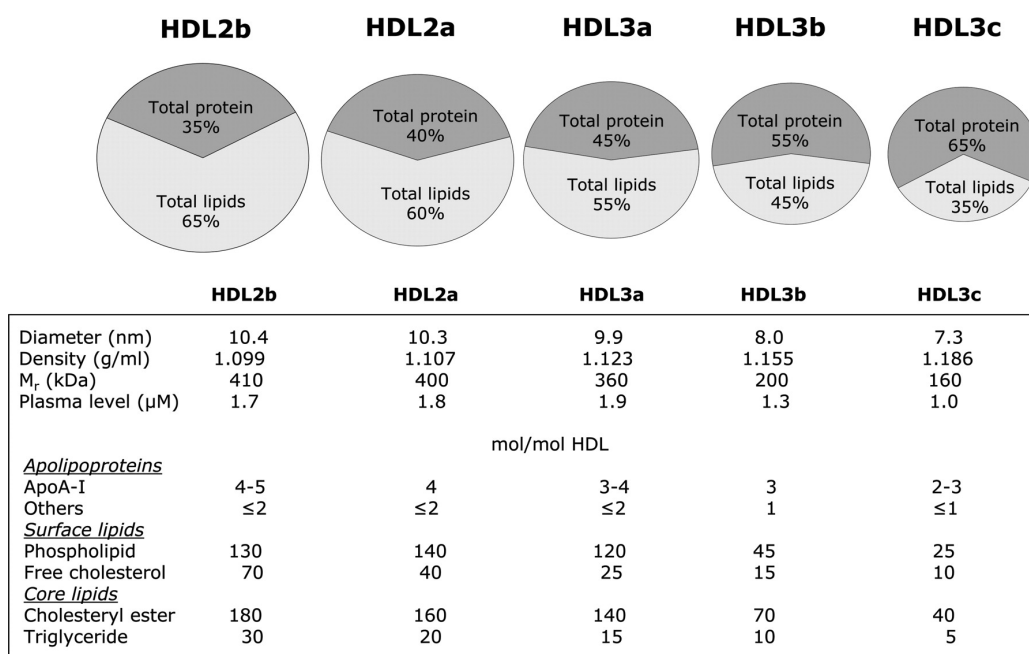 HDL2b HDL2a HDL3a HDL3b HDL3c
Total protein 35% Total protein 40% Total protein 45% Total protein 55% Total protein 65%
Total lipids 65% Total lipids 60% Total lipids 55% Total lipids 45% Total lipids 35%
HDL2b HDL2a HDL3a HDL3b HDL3c
Diameter (nm) 10.4 10.3 9.9 8.0 7.3
Density (g/ml) 1.099 1.107 1.123 1.155 1.186
Mr (kDa) 410 400 360 200 160
Plasma level (µM) 1.7 1.8 1.9 1.3 1.0
mol/mol HDL
Apolipoproteins
ApoA-I 4-5 4 3-4 3 2-3
Others ≤2 ≤2 ≤2 1 ≤1
Surface lipids
Phospholipid 130 140 120 45 25
Free cholesterol 70 40 25 15 10
Core lipids
Cholesteryl ester 180 160 140 70 40
Triglyceride 30 20 15 10 5